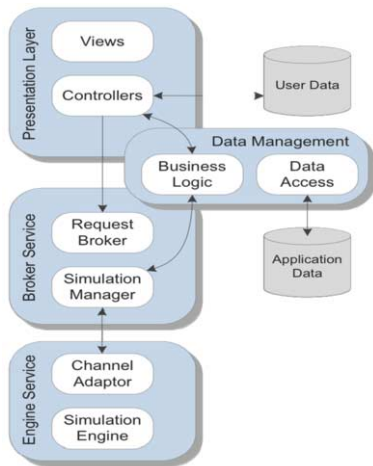 Presentation Layer
Views
Controllers
User Data
Data Management
Business
Logic
Data
Access
Broker Service
Request
Broker
Simulation
Manager
Application
Data
Engine Service
Channel
Adaptor
Simulation
Engine